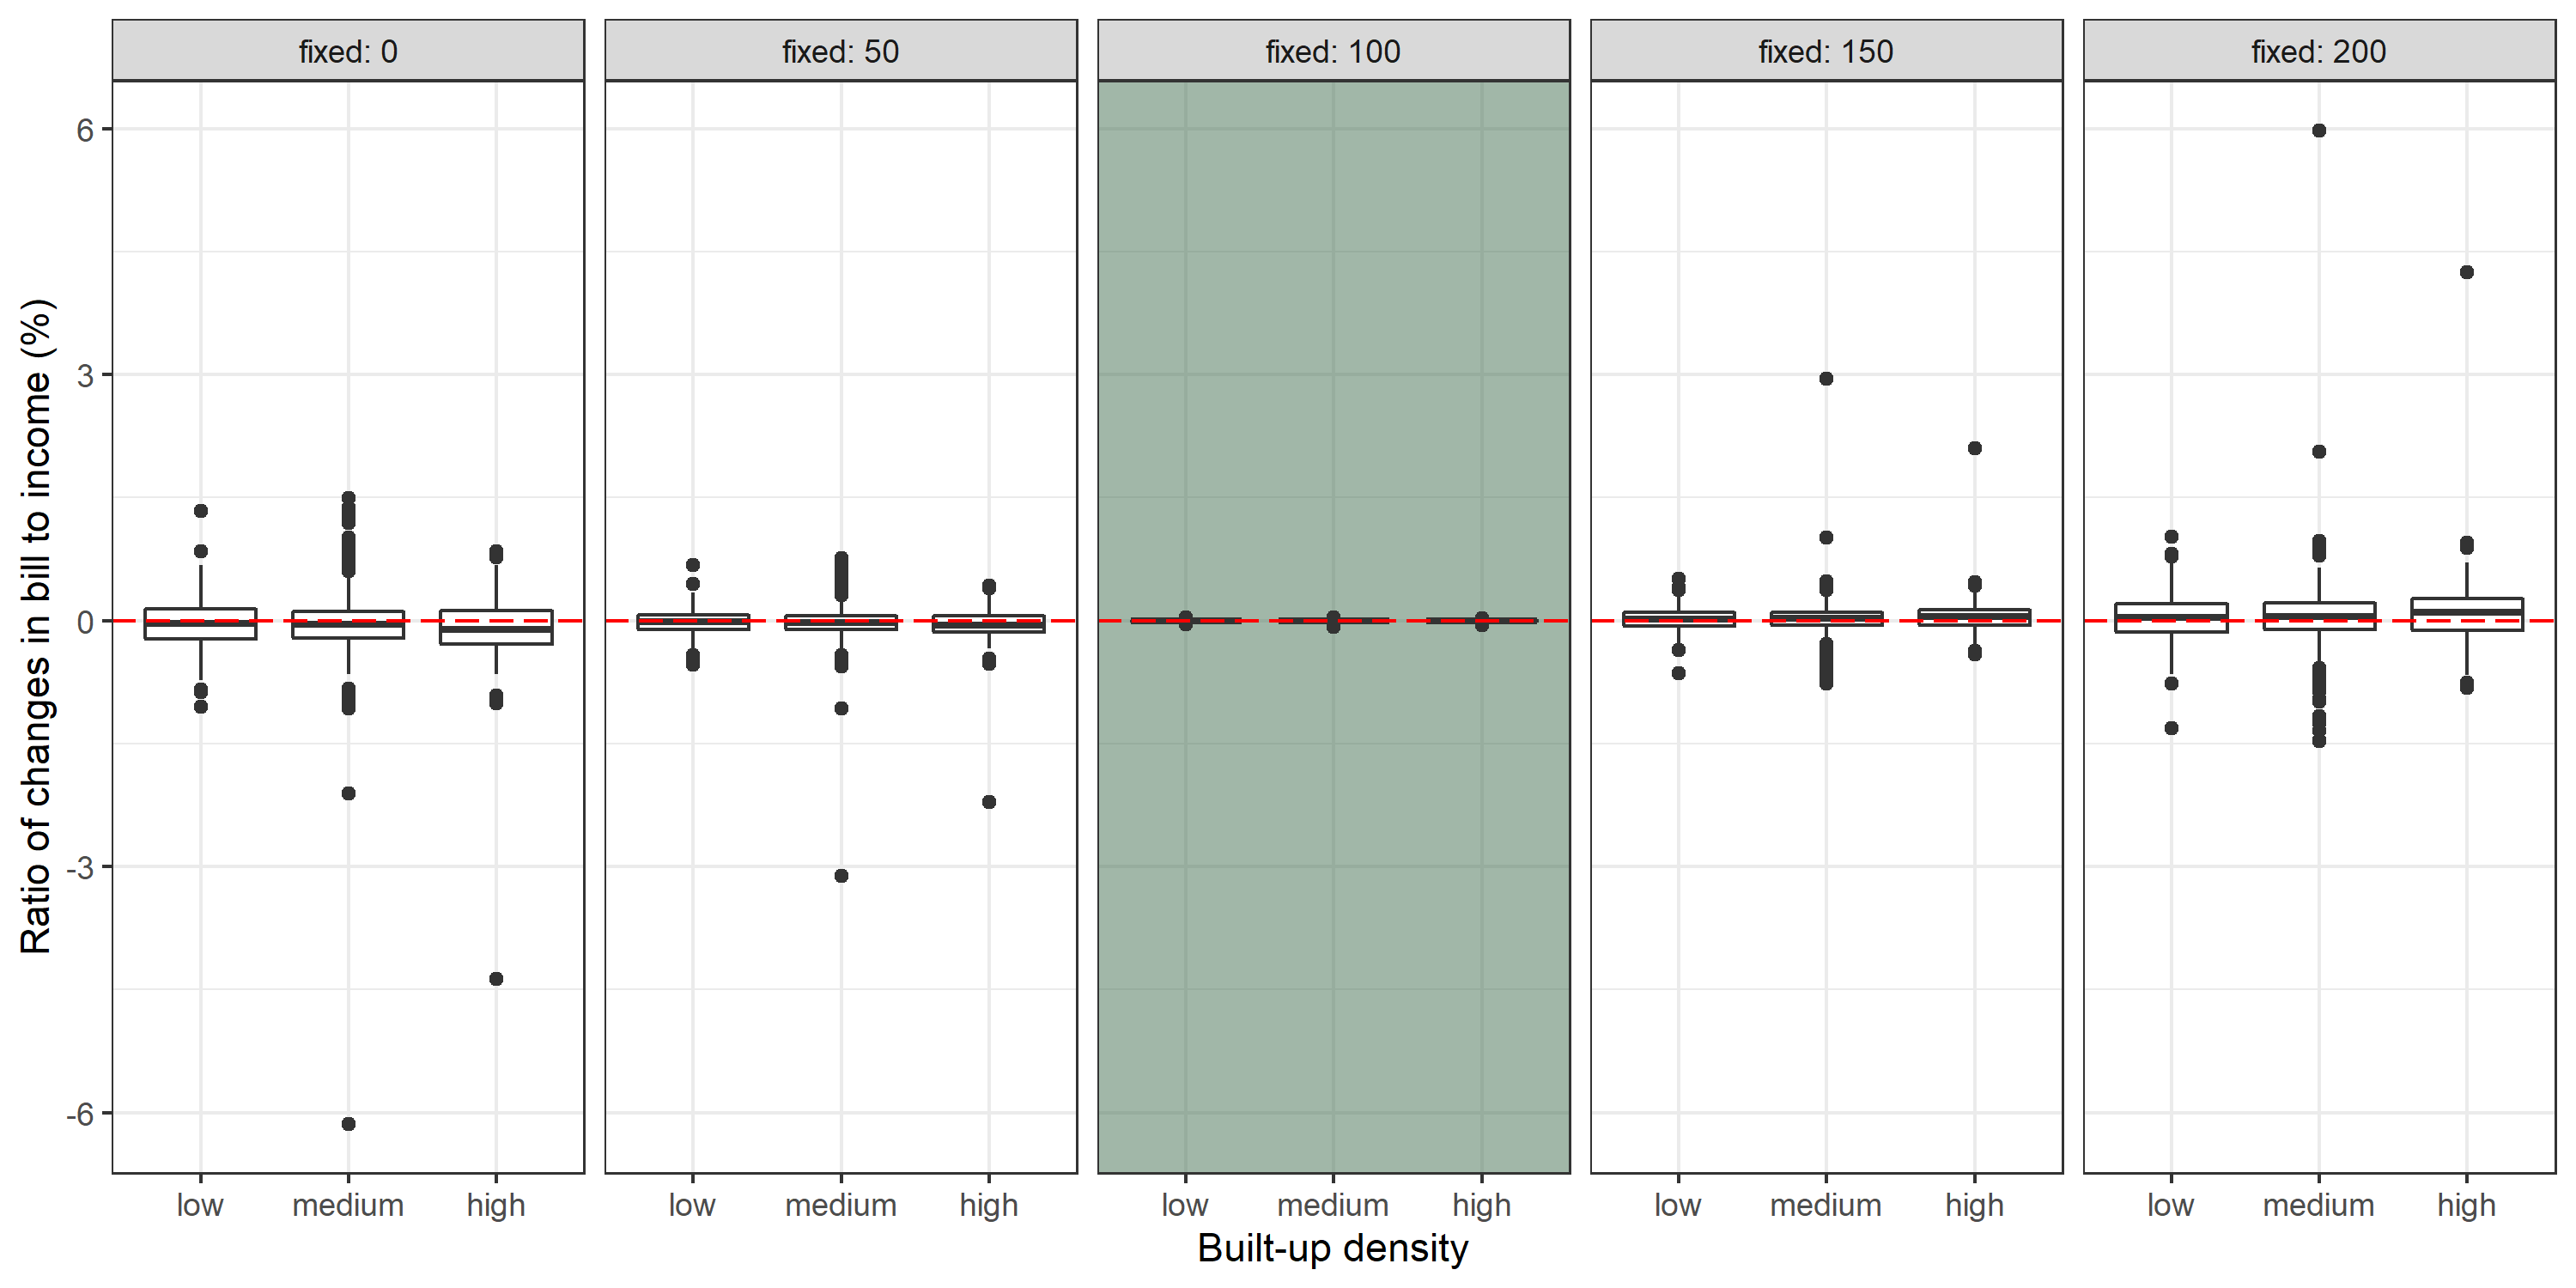 fixed: 0
fixed: 50
fixed: 100
fixed: 150
fixed: 200
Ratio of changes in bill to income (%)
6
3
0
-3
-6
low medium high
low medium high
low medium high
low medium high
low medium high
Built-up density